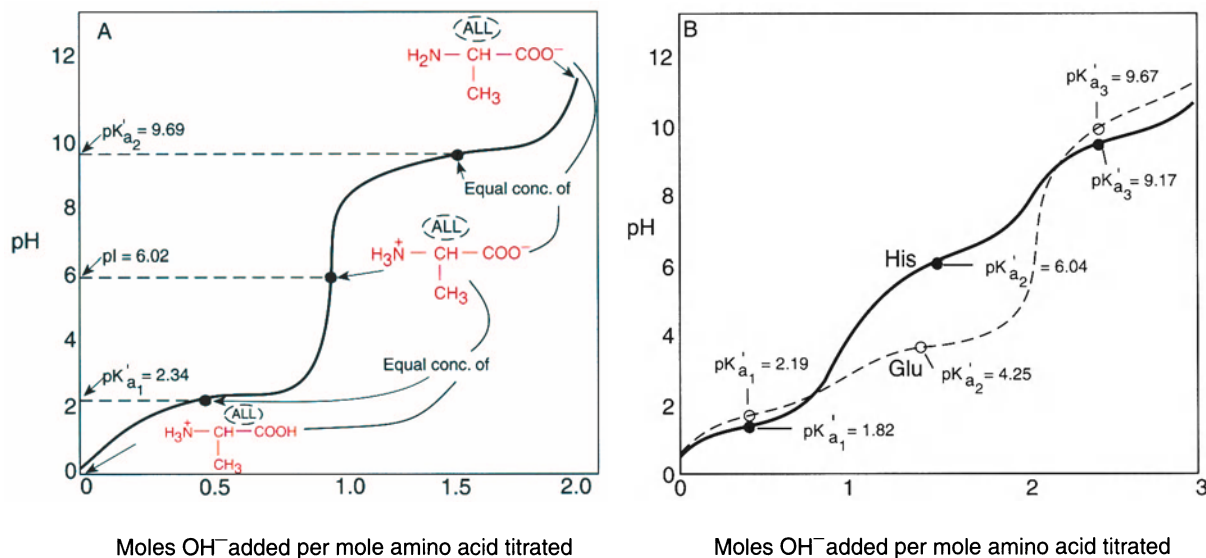 A
ALL
H₂N—CH—COO⁻
CH₃
12
10
8
pH
6
4
2
0
pK'a₂ = 9.69
Equal conc. of
ALL
H₃N⁺—CH—COO⁻
CH₃
pI = 6.02
Equal conc. of
pK'a₁ = 2.34
ALL
H₃N⁺—CH—COOH
CH₃
0 0.5 1.0 1.5 2.0
Moles OH⁻ added per mole amino acid titrated
B
12
10
8
pH
6
4
2
0
pK'a₃ = 9.67
pK'a₃ = 9.17
His
pK'a₂ = 6.04
Glu
pK'a₂ = 4.25
pK'a₁ = 2.19
pK'a₁ = 1.82
0 1 2 3
Moles OH⁻ added per mole amino acid titrated